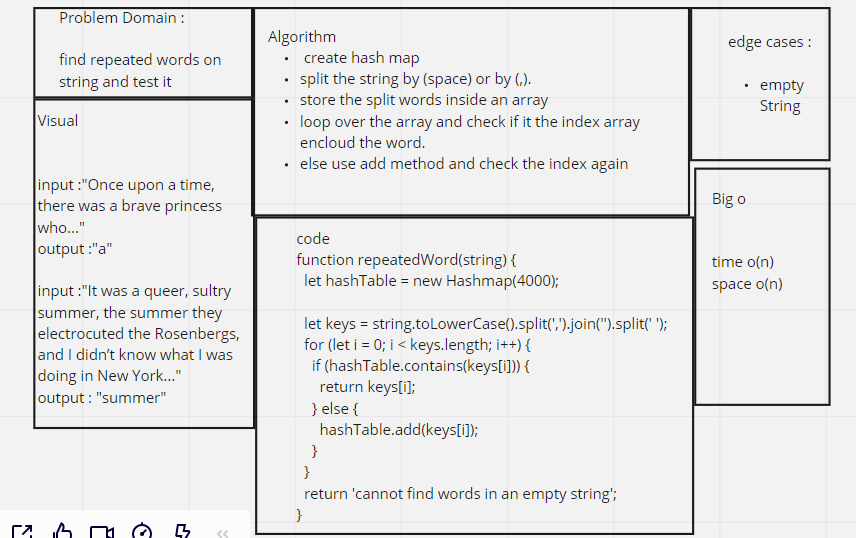 Problem Domain :
find repeated words on
string and test it
Visual
input :"Once upon a time,
there was a brave princess
who..."
output :"a"
input :"It was a queer, sultry
summer, the summer they
electrocuted the Rosenbergs,
and I didn’t know what I was
doing in New York..."
output : "summer"
Algorithm
• create hash map
• split the string by (space) or by (,).
• store the split words inside an array
• loop over the array and check if it the index array
encloud the word.
• else use add method and check the index again
code
function repeatedWord(string) {
let hashTable = new Hashmap(4000);
let keys = string.toLowerCase().split(',').join('').split(' ');
for (let i = 0; i < keys.length; i++) {
if (hashTable.contains(keys[i])) {
return keys[i];
} else {
hashTable.add(keys[i]);
}
}
return 'cannot find words in an empty string';
}
edge cases :
• empty
String
Big o
time o(n)
space o(n)